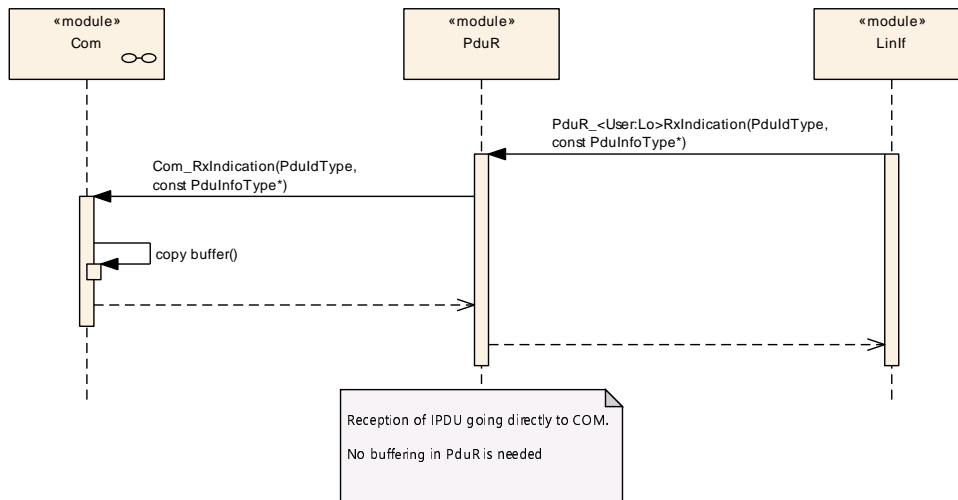 «module»
Com
«module»
PduR
«module»
LinIf
PduR_<User:Lo>RxIndication(PduIdType,
const PduInfoType*)
Com_RxIndication(PduIdType,
const PduInfoType*)
copy buffer()
Reception of IPDU going directly to COM.
No buffering in PduR is needed